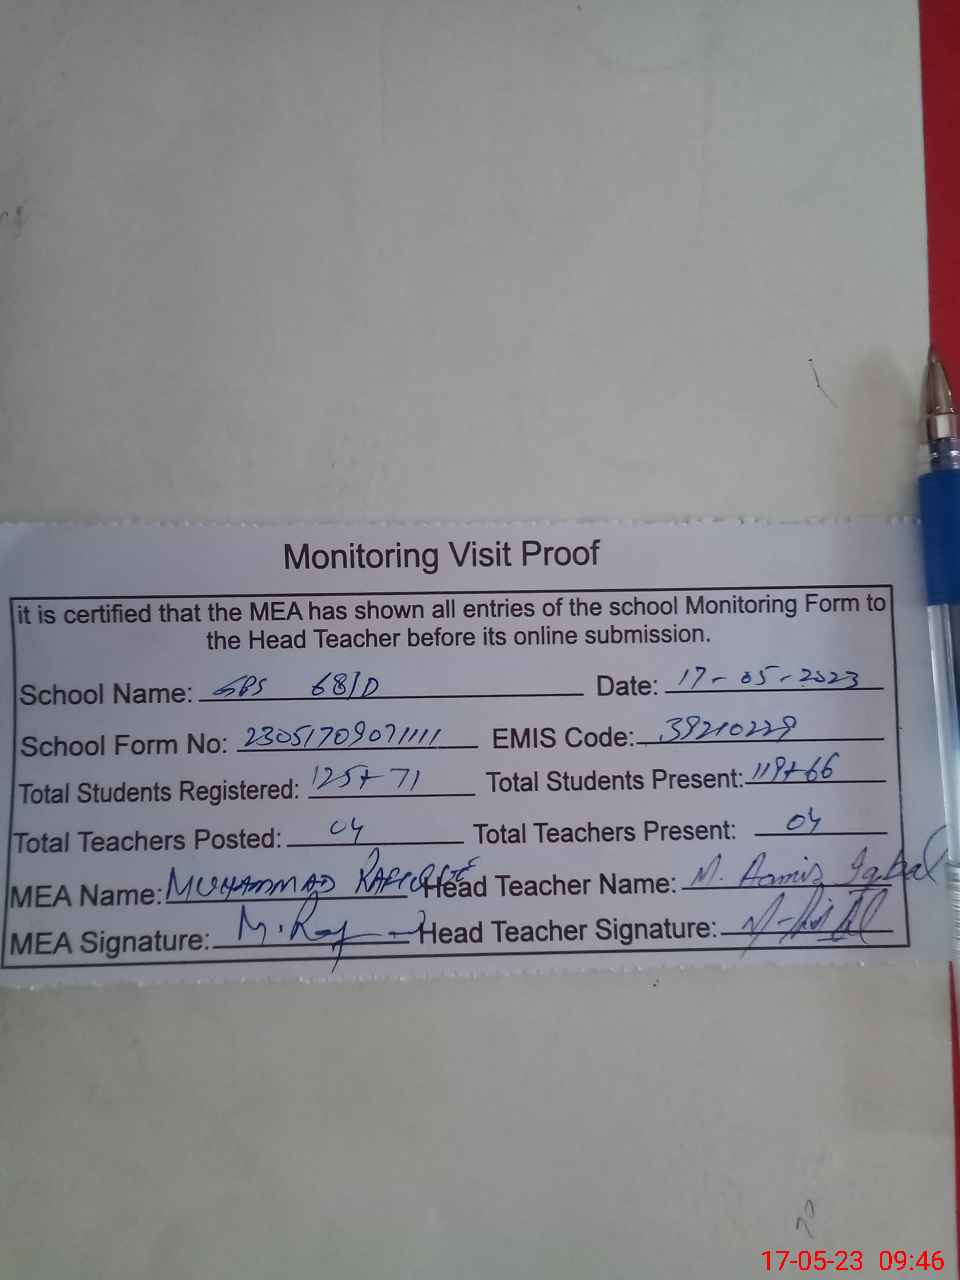 Monitoring Visit Proof
it is certified that the MEA has shown all entries of the school Monitoring Form to
the Head Teacher before its online submission.
School Name: GPS 68/D Date: 17-05-2023
School Form No: 23051709071111 EMIS Code: 39210229
Total Students Registered: 125+71 Total Students Present: 119+66
Total Teachers Posted: 04 Total Teachers Present: 04
MEA Name: MUHAMMAD Head Teacher Name: M. Aamir Iqbal
MEA Signature: Head Teacher Signature:
17-05-23 09:46